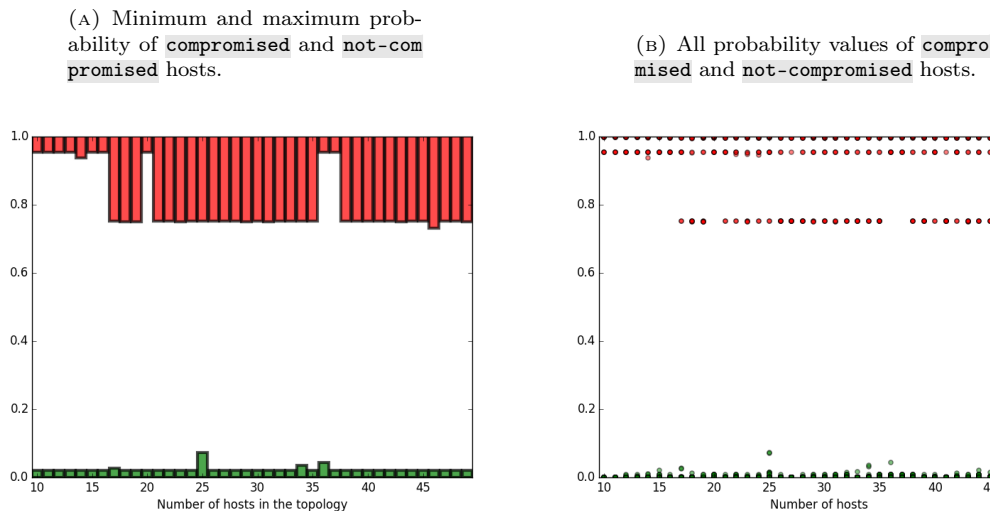 (A) Minimum and maximum prob-
ability of compromised and not-com
promised hosts.
(B) All probability values of compro
mised and not-compromised hosts.
1.0
0.8
0.6
0.4
0.2
0.0
10 15 20 25 30 35 40 45
Number of hosts in the topology
1.0
0.8
0.6
0.4
0.2
0.0
10 15 20 25 30 35 40
Number of hosts